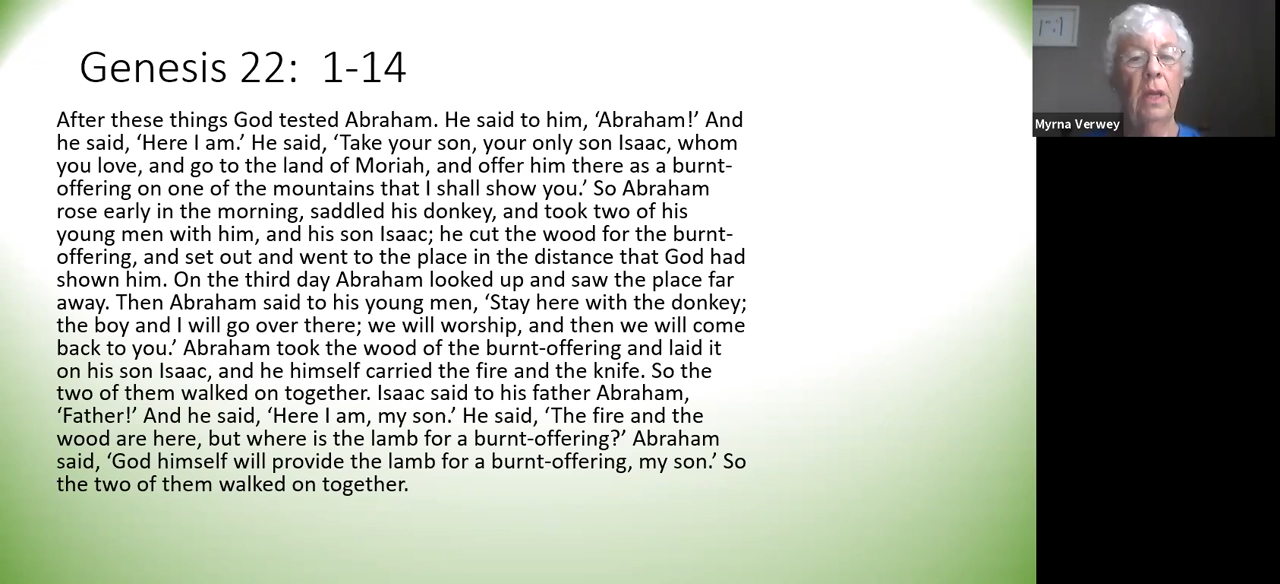 Genesis 22:  1-14
After these things God tested Abraham. He said to him, ‘Abraham!’ And
he said, ‘Here I am.’ He said, ‘Take your son, your only son Isaac, whom
you love, and go to the land of Moriah, and offer him there as a burnt-
offering on one of the mountains that I shall show you.’ So Abraham
rose early in the morning, saddled his donkey, and took two of his
young men with him, and his son Isaac; he cut the wood for the burnt-
offering, and set out and went to the place in the distance that God had
shown him. On the third day Abraham looked up and saw the place far
away. Then Abraham said to his young men, ‘Stay here with the donkey;
the boy and I will go over there; we will worship, and then we will come
back to you.’ Abraham took the wood of the burnt-offering and laid it
on his son Isaac, and he himself carried the fire and the knife. So the
two of them walked on together. Isaac said to his father Abraham,
‘Father!’ And he said, ‘Here I am, my son.’ He said, ‘The fire and the
wood are here, but where is the lamb for a burnt-offering?’ Abraham
said, ‘God himself will provide the lamb for a burnt-offering, my son.’ So
the two of them walked on together.
Myrna Verwey